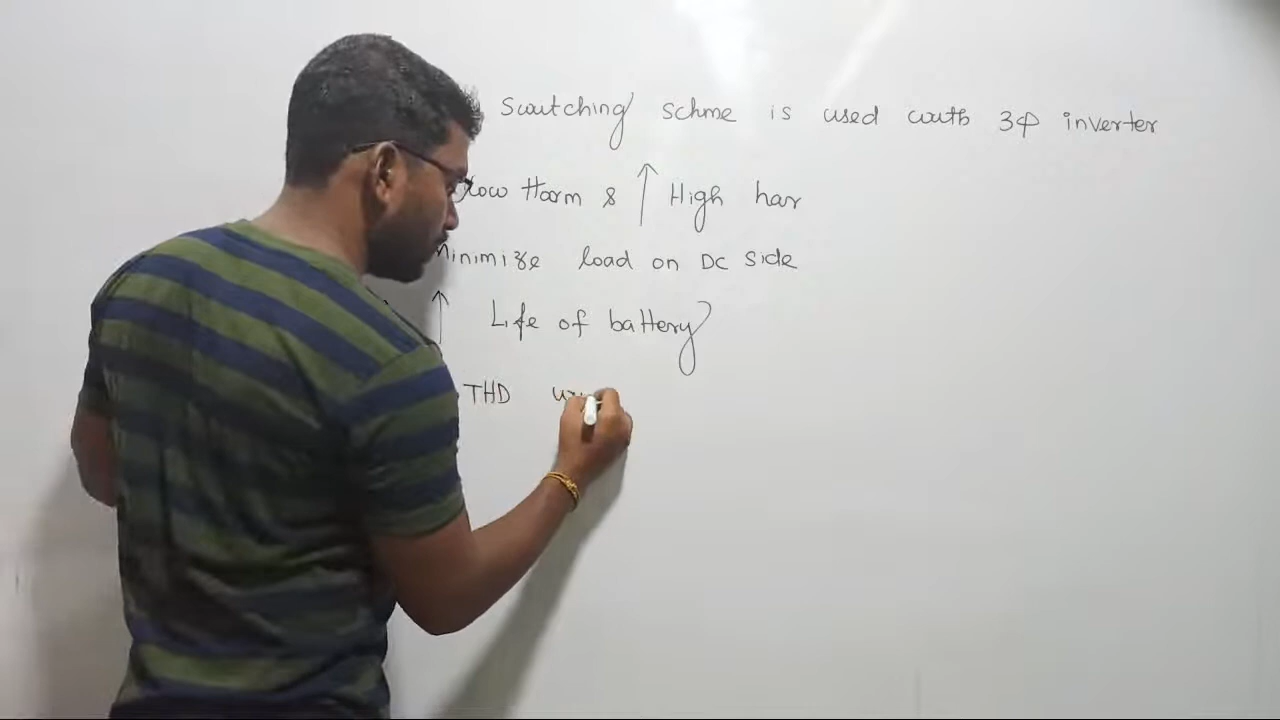 Switching schme is used with 3φ inverter
Low Harm & ↑ High har
minimize load on DC side
↑ Life of battery
THD